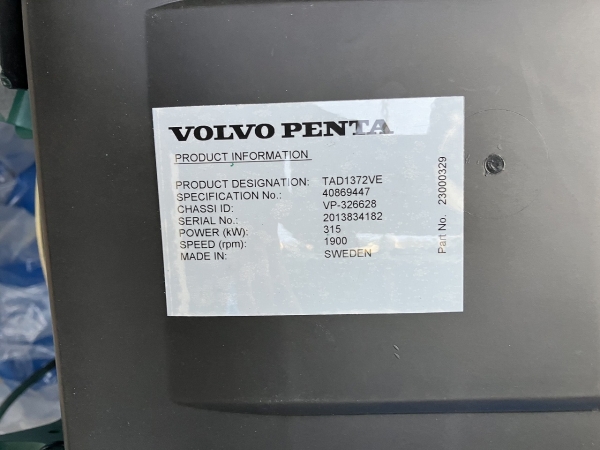 VOLVO PENTA
PRODUCT INFORMATION
PRODUCT DESIGNATION: TAD1372VE
SPECIFICATION No.: 40869447
CHASSI ID: VP-326628
SERIAL No.: 2013834182
POWER (kW): 315
SPEED (rpm): 1900
MADE IN: SWEDEN
Part No. 23000329